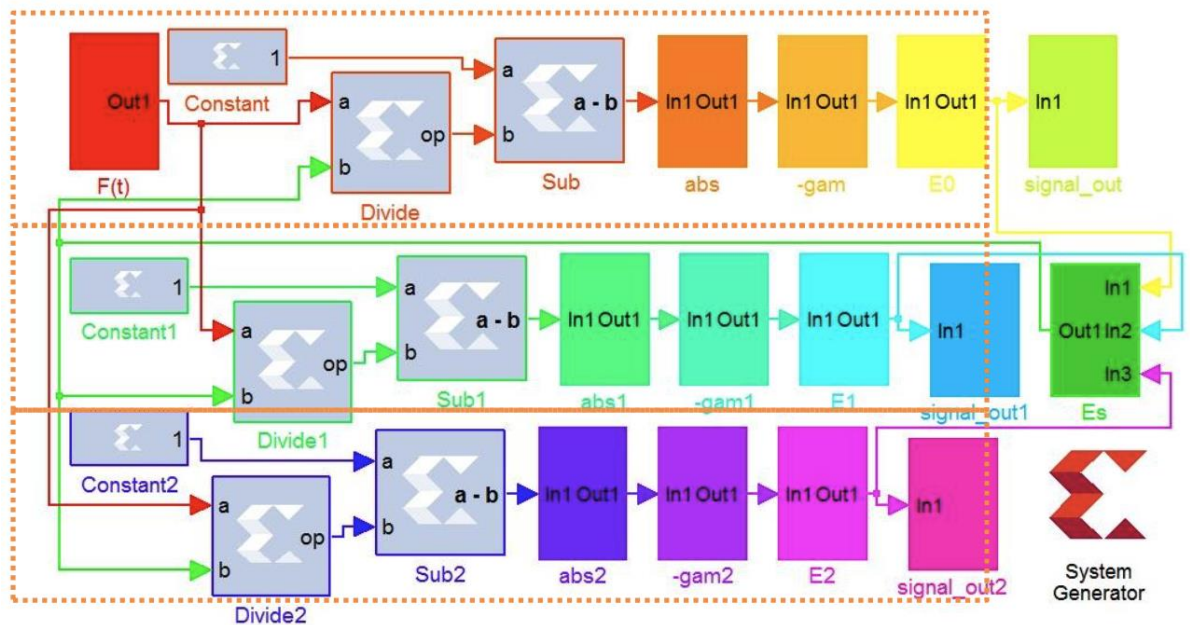 Out1
F(t)
1
Constant
a
b
op
Divide
a
b
a - b
Sub
In1 Out1
abs
In1 Out1
-gam
In1 Out1
E0
In1
signal_out
1
Constant1
a
b
op
Divide1
a
b
a - b
Sub1
In1 Out1
abs1
In1 Out1
-gam1
In1 Out1
E1
In1
signal_out1
In1
Out1 In2
In3
Es
1
Constant2
a
b
op
Divide2
a
b
a - b
Sub2
In1 Out1
abs2
In1 Out1
-gam2
In1 Out1
E2
In1
signal_out2
System
Generator